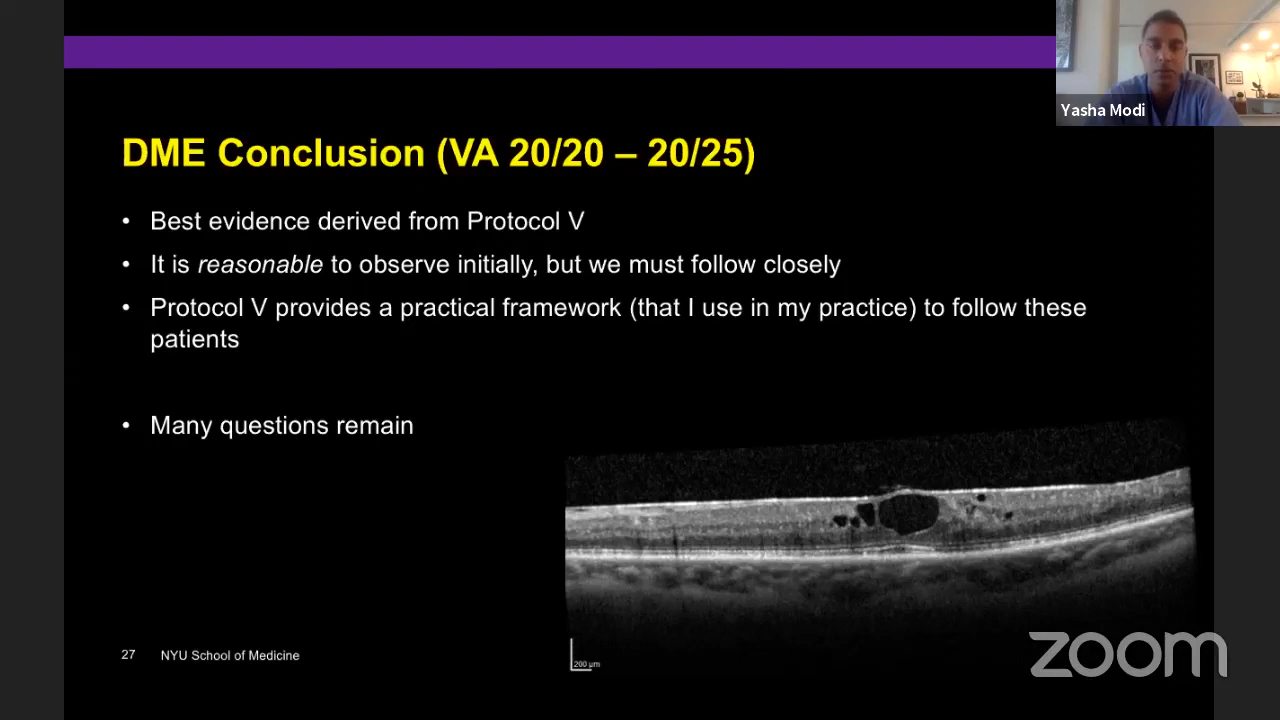 Yasha Modi
DME Conclusion (VA 20/20 – 20/25)
• Best evidence derived from Protocol V
• It is reasonable to observe initially, but we must follow closely
• Protocol V provides a practical framework (that I use in my practice) to follow these
patients
• Many questions remain
200 µm
27 NYU School of Medicine
zoom